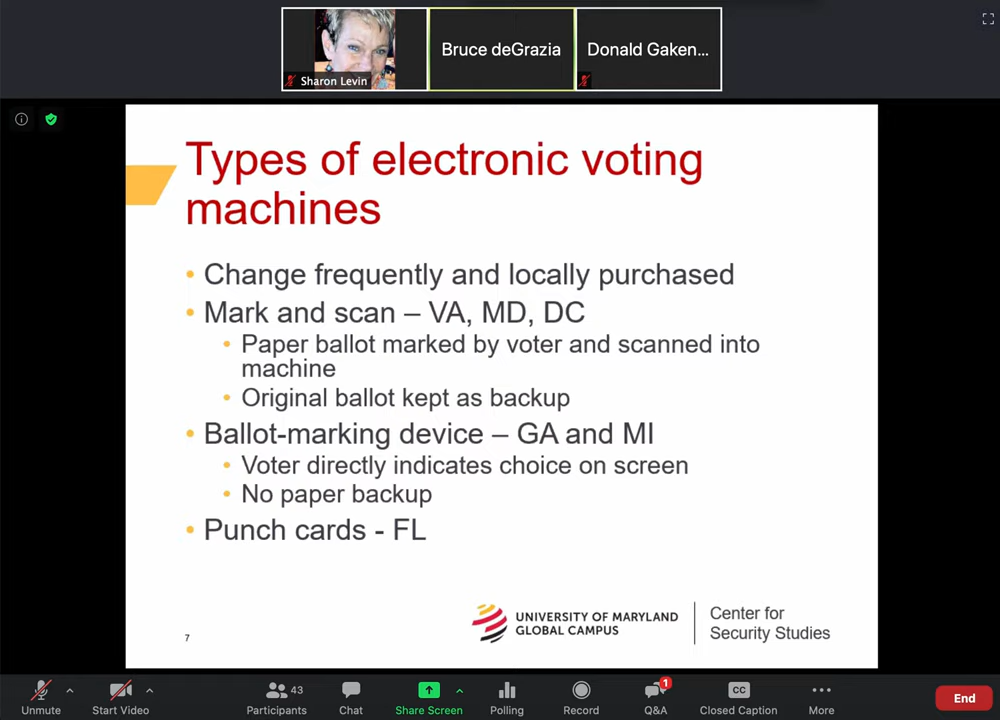 Sharon Levin
Bruce deGrazia
Donald Gaken...
Types of electronic voting
machines
• Change frequently and locally purchased
• Mark and scan – VA, MD, DC
• Paper ballot marked by voter and scanned into
machine
• Original ballot kept as backup
• Ballot-marking device – GA and MI
• Voter directly indicates choice on screen
• No paper backup
• Punch cards - FL
7
UNIVERSITY OF MARYLAND
GLOBAL CAMPUS
Center for
Security Studies
Unmute
Start Video
43
Participants
Chat
Share Screen
Polling
Record
1
Q&A
CC
Closed Caption
More
End